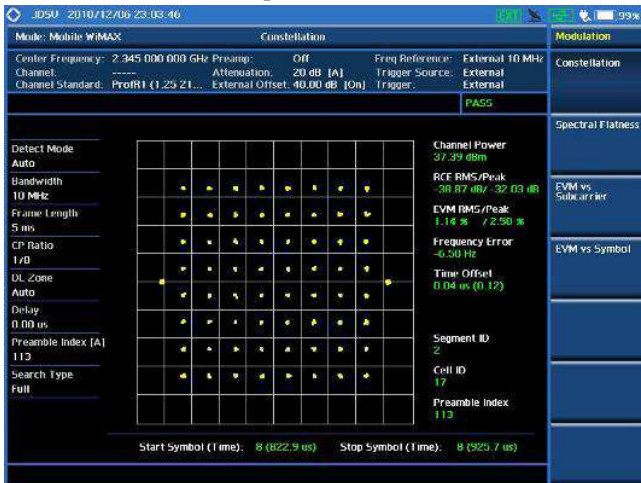 JDSU 2010/12/06 23:03:46 EXT 99%
Mode: Mobile WiMAX Constellation
Center Frequency: 2.345 000 000 GHz Preamp: Off Freq Reference: External 10 MHz
Channel: ----- Attenuation: 20 dB [A] Trigger Source: External
Channel Standard: ProfR1 (1.25 21... External Offset: 40.00 dB [On] Trigger: External
PASS
Detect Mode
Auto
Bandwidth
10 MHz
Frame Length
5 ms
CP Ratio
1/8
DL Zone
Auto
Delay
0.00 us
Preamble Index [A]
113
Search Type
Full
Channel Power
37.39 dBm
RCE RMS/Peak
-38.87 dB/ -32.03 dB
EVM RMS/Peak
1.14 % / 2.50 %
Frequency Error
-6.50 Hz
Time Offset
0.04 us (0.12)
Segment ID
2
Cell ID
17
Preamble Index
113
Start Symbol (Time): 8 (822.9 us) Stop Symbol (Time): 8 (925.7 us)
Modulation
Constellation
Spectral Flatness
EVM vs
Subcarrier
EVM vs Symbol